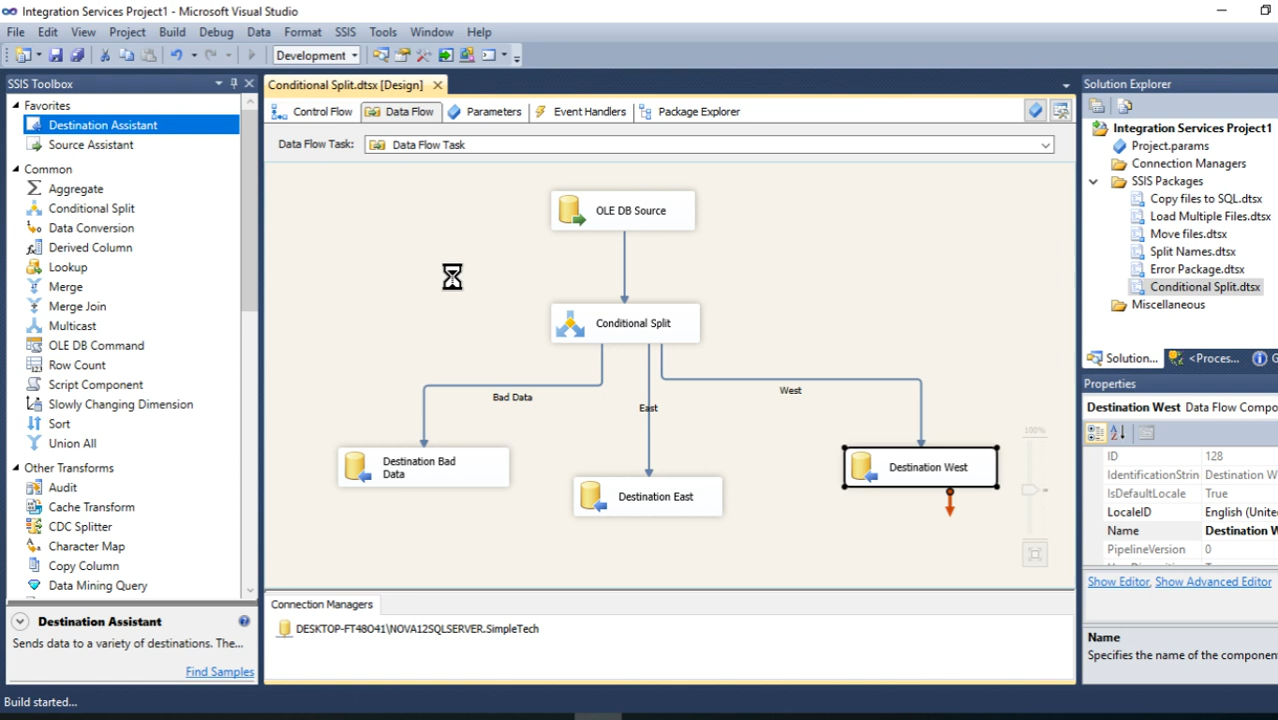 Integration Services Project1 - Microsoft Visual Studio
File Edit View Project Build Debug Data Format SSIS Tools Window Help
Development
SSIS Toolbox
Favorites
Destination Assistant
Source Assistant
Common
Aggregate
Conditional Split
Data Conversion
Derived Column
Lookup
Merge
Merge Join
Multicast
OLE DB Command
Row Count
Script Component
Slowly Changing Dimension
Sort
Union All
Other Transforms
Audit
Cache Transform
CDC Splitter
Character Map
Copy Column
Data Mining Query
Destination Assistant
Sends data to a variety of destinations. The...
Find Samples
Conditional Split.dtsx [Design]
Control Flow Data Flow Parameters Event Handlers Package Explorer
Data Flow Task: Data Flow Task
OLE DB Source
Conditional Split
Bad Data
East
West
Destination Bad
Data
Destination East
Destination West
100%
Connection Managers
DESKTOP-FT48O41\NOVA12SQLSERVER.SimpleTech
Solution Explorer
Integration Services Project1
Project.params
Connection Managers
SSIS Packages
Copy files to SQL.dtsx
Load Multiple Files.dtsx
Move files.dtsx
Split Names.dtsx
Error Package.dtsx
Conditional Split.dtsx
Miscellaneous
Solution... <Proces... G
Properties
Destination West Data Flow Compo
ID 128
IdentificationStrin Destination W
IsDefaultLocale True
LocaleID English (Unite
Name Destination W
PipelineVersion 0
Show Editor, Show Advanced Editor
Name
Specifies the name of the component
Build started...